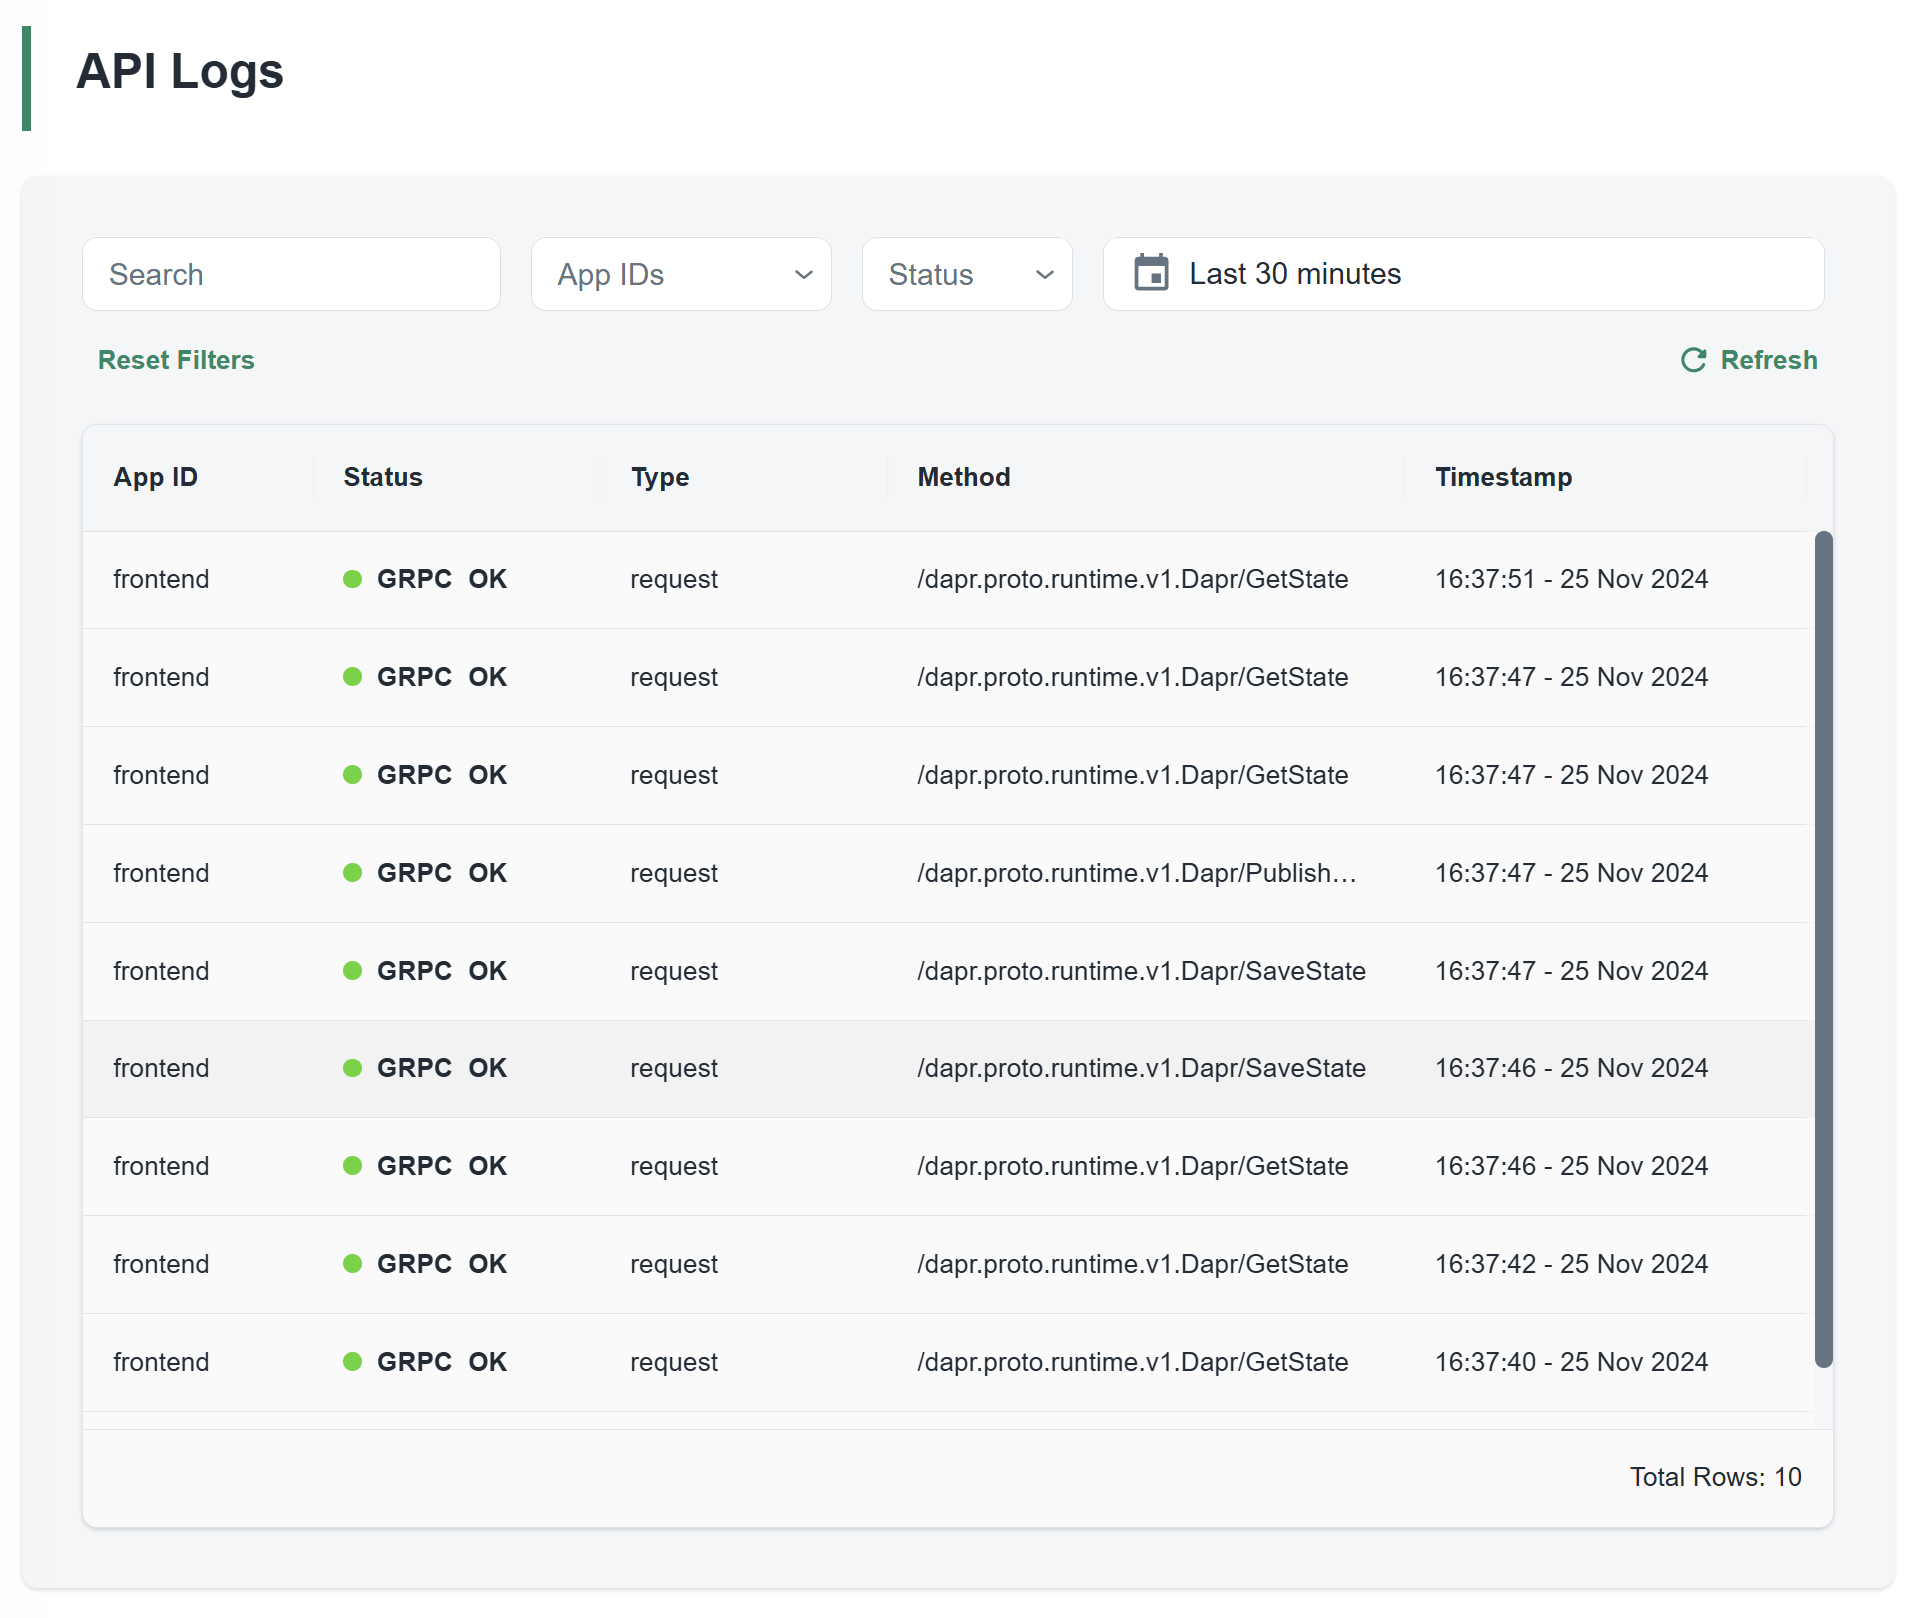 API Logs
Search App IDs Status Last 30 minutes
Reset Filters Refresh
App ID Status Type Method Timestamp
frontend GRPC OK request /dapr.proto.runtime.v1.Dapr/GetState 16:37:51 - 25 Nov 2024
frontend GRPC OK request /dapr.proto.runtime.v1.Dapr/GetState 16:37:47 - 25 Nov 2024
frontend GRPC OK request /dapr.proto.runtime.v1.Dapr/GetState 16:37:47 - 25 Nov 2024
frontend GRPC OK request /dapr.proto.runtime.v1.Dapr/Publish… 16:37:47 - 25 Nov 2024
frontend GRPC OK request /dapr.proto.runtime.v1.Dapr/SaveState 16:37:47 - 25 Nov 2024
frontend GRPC OK request /dapr.proto.runtime.v1.Dapr/SaveState 16:37:46 - 25 Nov 2024
frontend GRPC OK request /dapr.proto.runtime.v1.Dapr/GetState 16:37:46 - 25 Nov 2024
frontend GRPC OK request /dapr.proto.runtime.v1.Dapr/GetState 16:37:42 - 25 Nov 2024
frontend GRPC OK request /dapr.proto.runtime.v1.Dapr/GetState 16:37:40 - 25 Nov 2024
Total Rows: 10